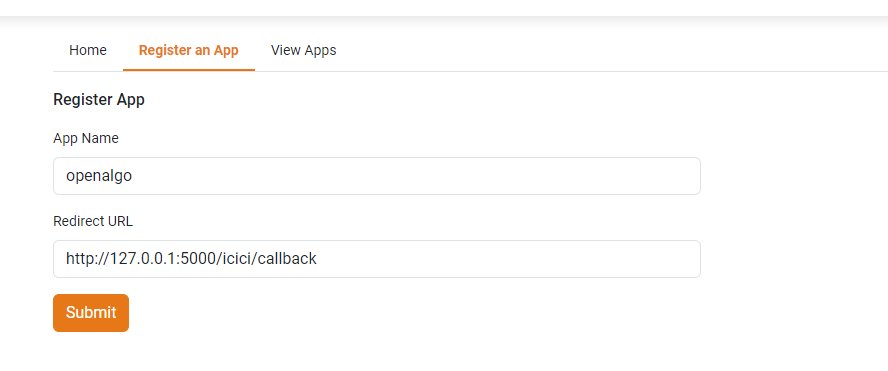 Home Register an App View Apps
Register App
App Name
openalgo
Redirect URL
http://127.0.0.1:5000/icici/callback
Submit